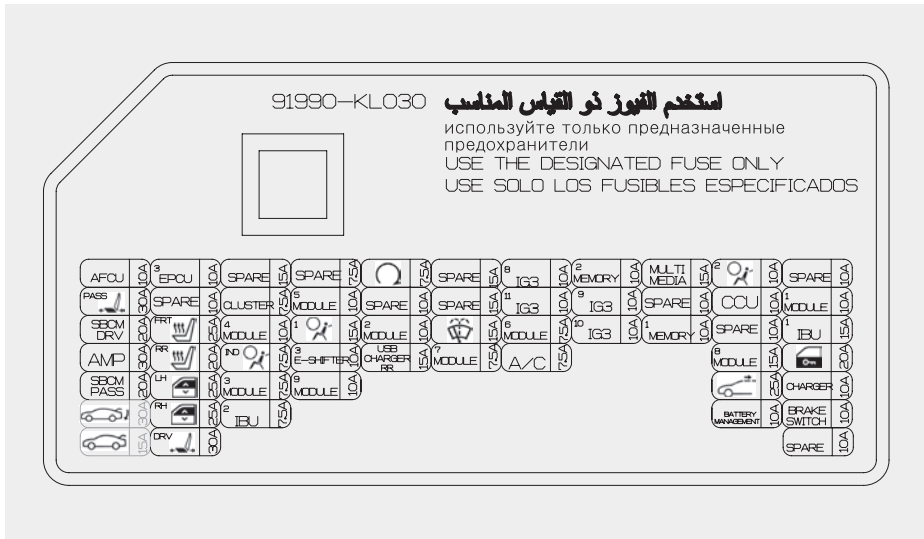 91990-KL030 استخدم الفيوز ذو القياس المناسب
используйте только предназначенные
предохранители
USE THE DESIGNATED FUSE ONLY
USE SOLO LOS FUSIBLES ESPECIFICADOS
AFCU 10A 3 EPCU 10A SPARE 15A SPARE 7.5A 7.5A SPARE 15A 8 IG3 10A 2 MEMORY 10A MULTI MEDIA 15A 2 10A SPARE 10A
PASS 30A SPARE 10A CLUSTER 7.5A 5 MODULE 10A SPARE 10A SPARE 15A 11 IG3 10A 9 IG3 10A SPARE 10A CCU 10A 1 MODULE 10A
SBCM DRV 20A FRT 25A 4 MODULE 10A 1 15A 2 MODULE 10A 15A 6 MODULE 10A 10 IG3 10A 1 MEMORY 10A SPARE 10A 1 IBU 15A
AMP 30A RR 20A IND 7.5A 3 E-SHIFTER 10A USB CHARGER RR 15A 7 MODULE 7.5A A/C 7.5A 8 MODULE 15A 20A
SBCM PASS 20A LH 25A 3 MODULE 7.5A 9 MODULE 10A 25A CHARGER 10A
30A RH 25A 2 IBU 7.5A BATTERY MANAGEMENT 10A BRAKE SWITCH 10A
15A DRV 30A SPARE 10A